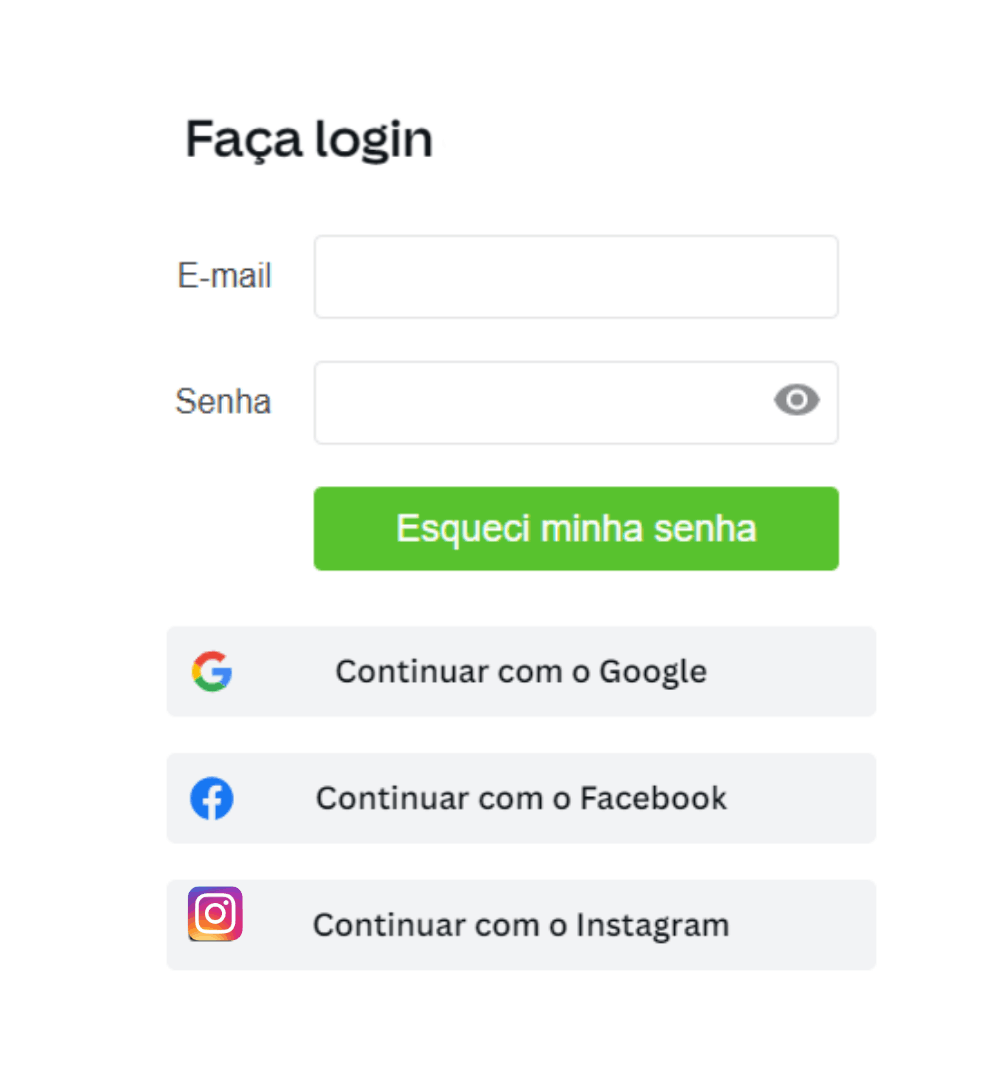 Faça login
E-mail
Senha
Esqueci minha senha
Continuar com o Google
Continuar com o Facebook
Continuar com o Instagram